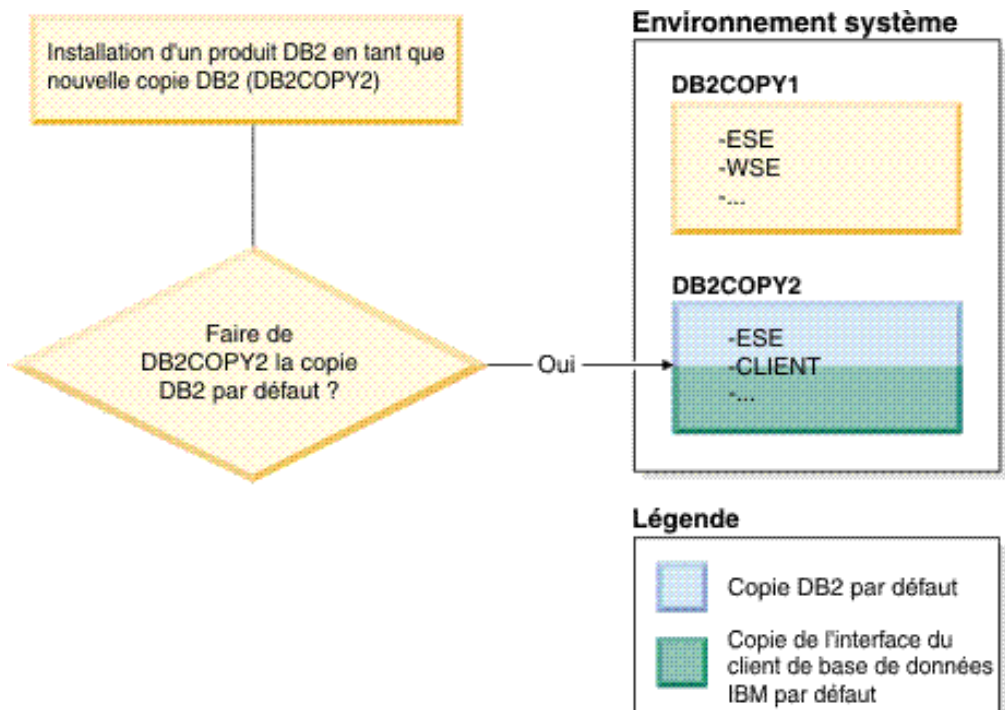 Installation d'un produit DB2 en tant que
nouvelle copie DB2 (DB2COPY2)
Faire de
DB2COPY2 la copie
DB2 par défaut ?
Oui
Environnement système
DB2COPY1
-ESE
-WSE
-...
DB2COPY2
-ESE
-CLIENT
-...
Légende
Copie DB2 par défaut
Copie de l'interface du
client de base de données
IBM par défaut